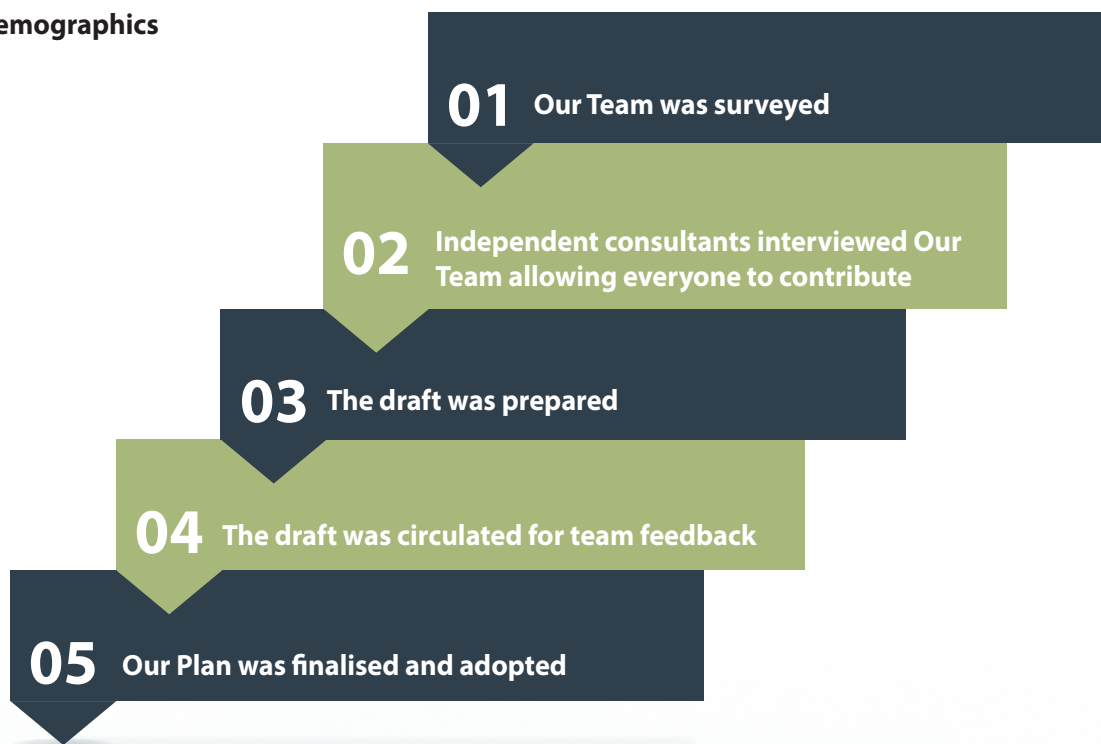 emographics
01 Our Team was surveyed
02 Independent consultants interviewed Our
Team allowing everyone to contribute
03 The draft was prepared
04 The draft was circulated for team feedback
05 Our Plan was finalised and adopted